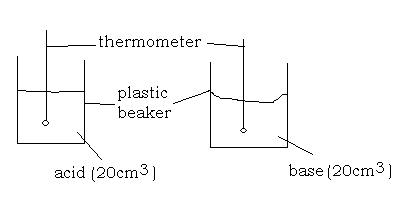 thermometer
plastic
beaker
acid (20cm³)
base (20cm³)